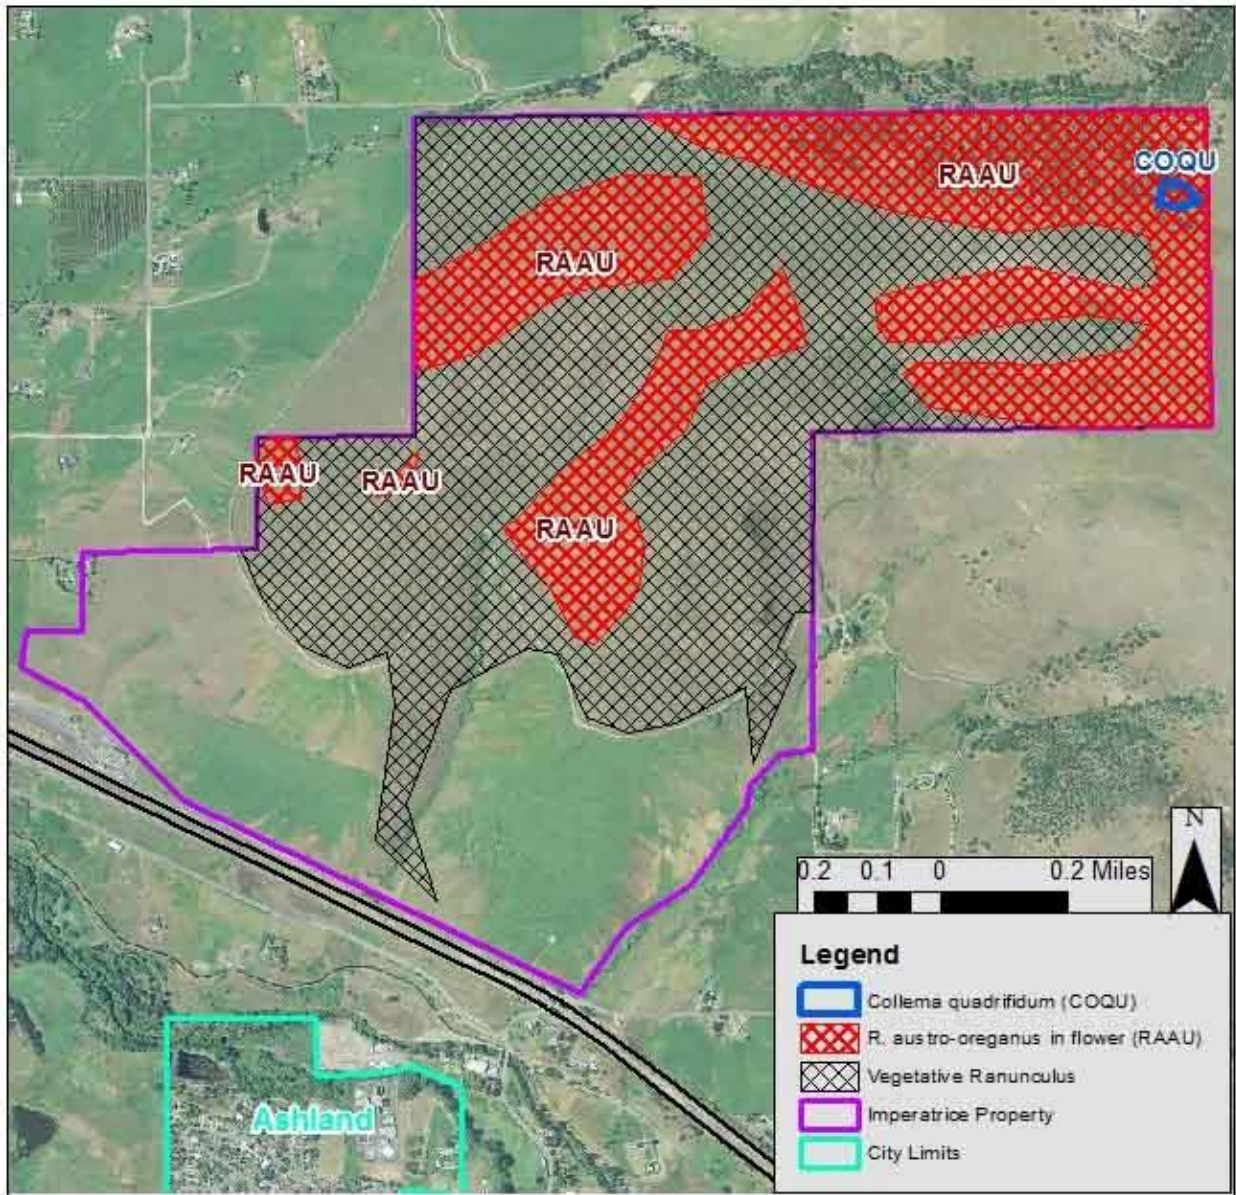 COQU
RAAU
RAAU
RAAU
RAAU
RAAU
N
0.2 0.1 0 0.2 Miles
Legend
Collema quadrifidum (COQU)
R. austro-oreganus in flower (RAAU)
Vegetative Ranunculus
Imperatrice Property
City Limits
Ashland